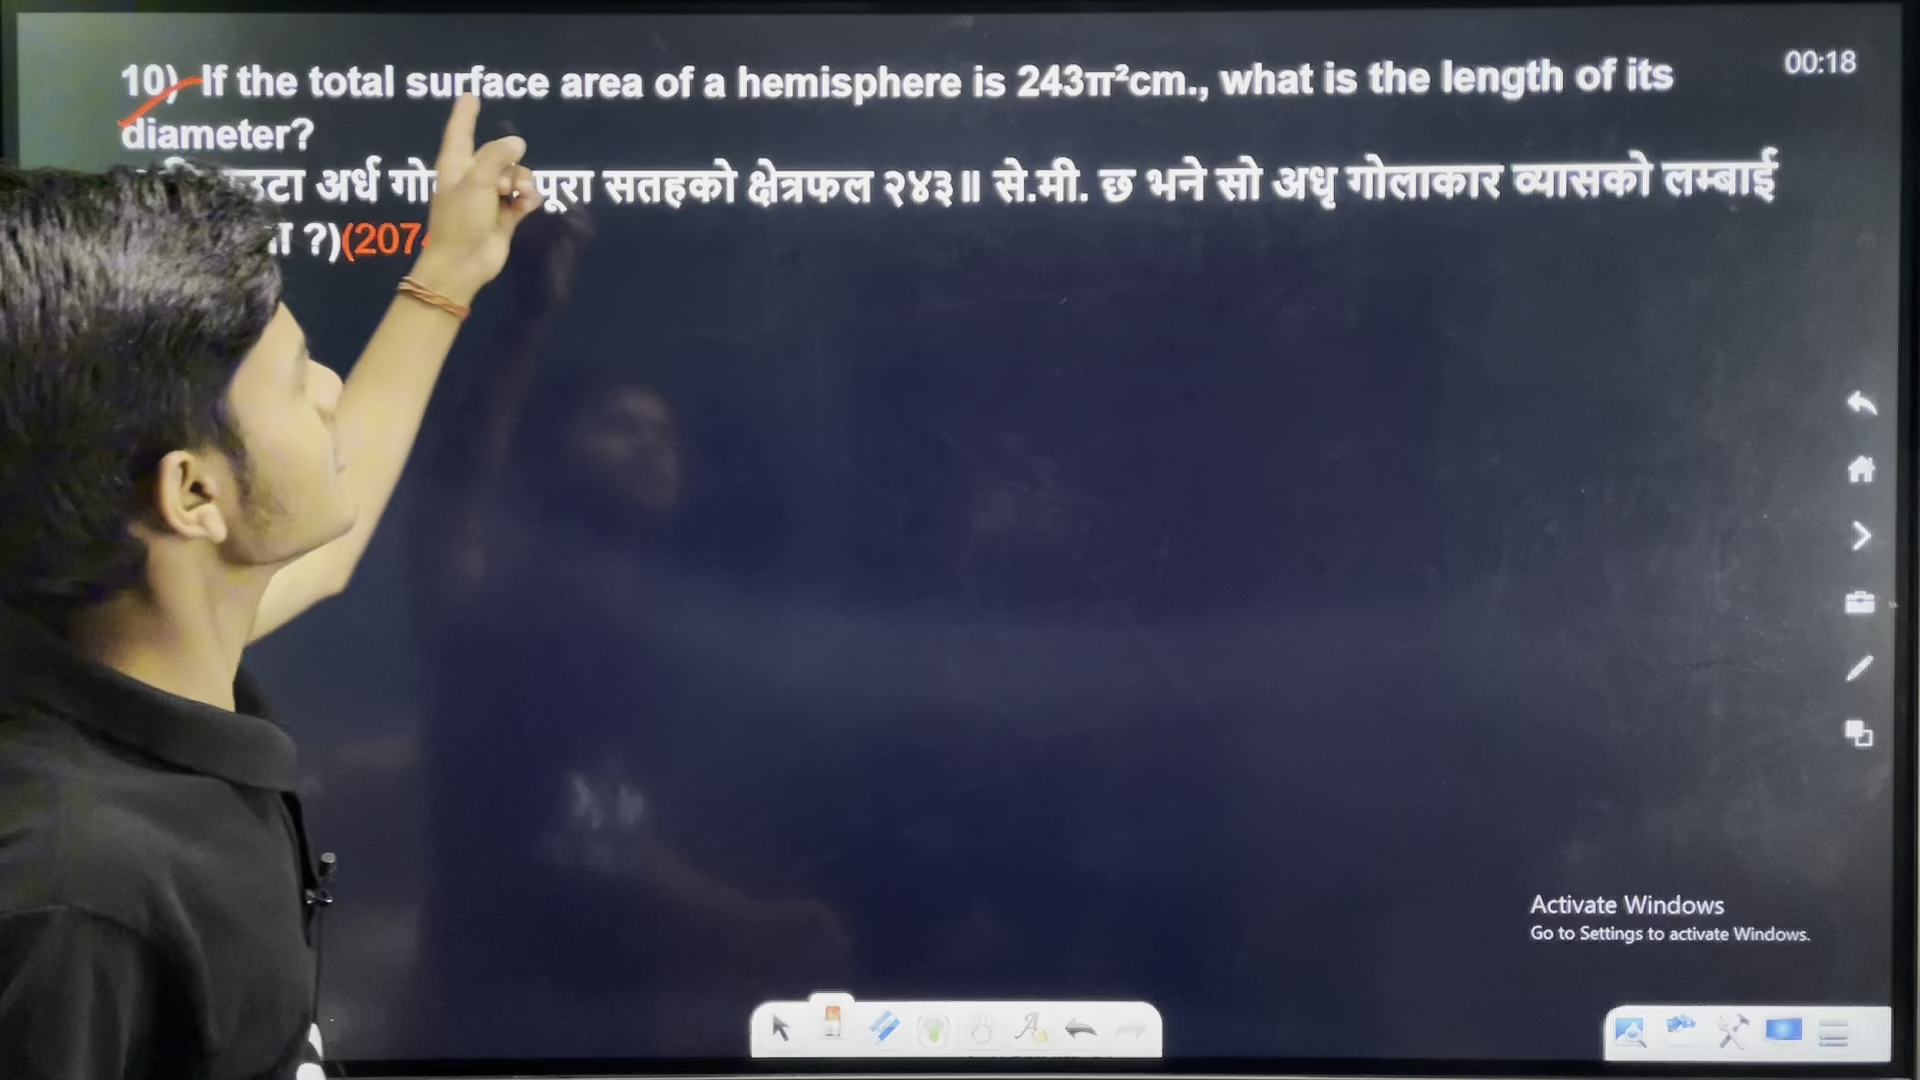 10) If the total surface area of a hemisphere is 243π²cm., what is the length of its
00:18
diameter?
अर्ध पूरा सतहको क्षेत्रफल २४३॥ से.मी. छ भने सो अधृ गोलाकार व्यासको लम्बाई
?)(207
Activate Windows
Go to Settings to activate Windows.